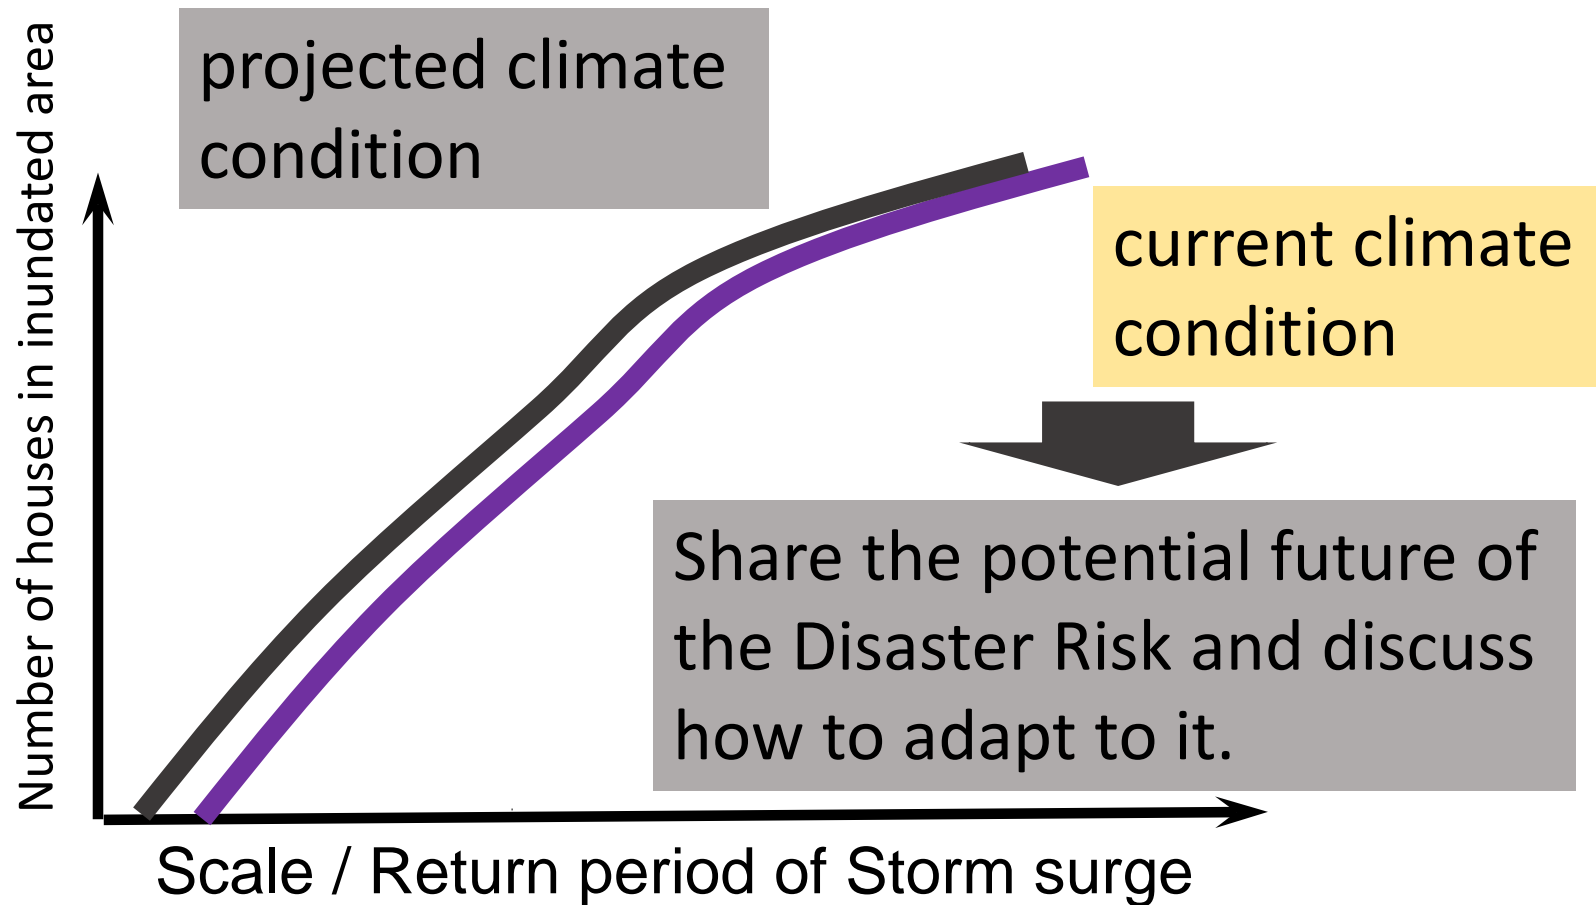 Number of houses in inundated area
projected climate
condition
current climate
condition
Share the potential future of
the Disaster Risk and discuss
how to adapt to it.
Scale / Return period of Storm surge